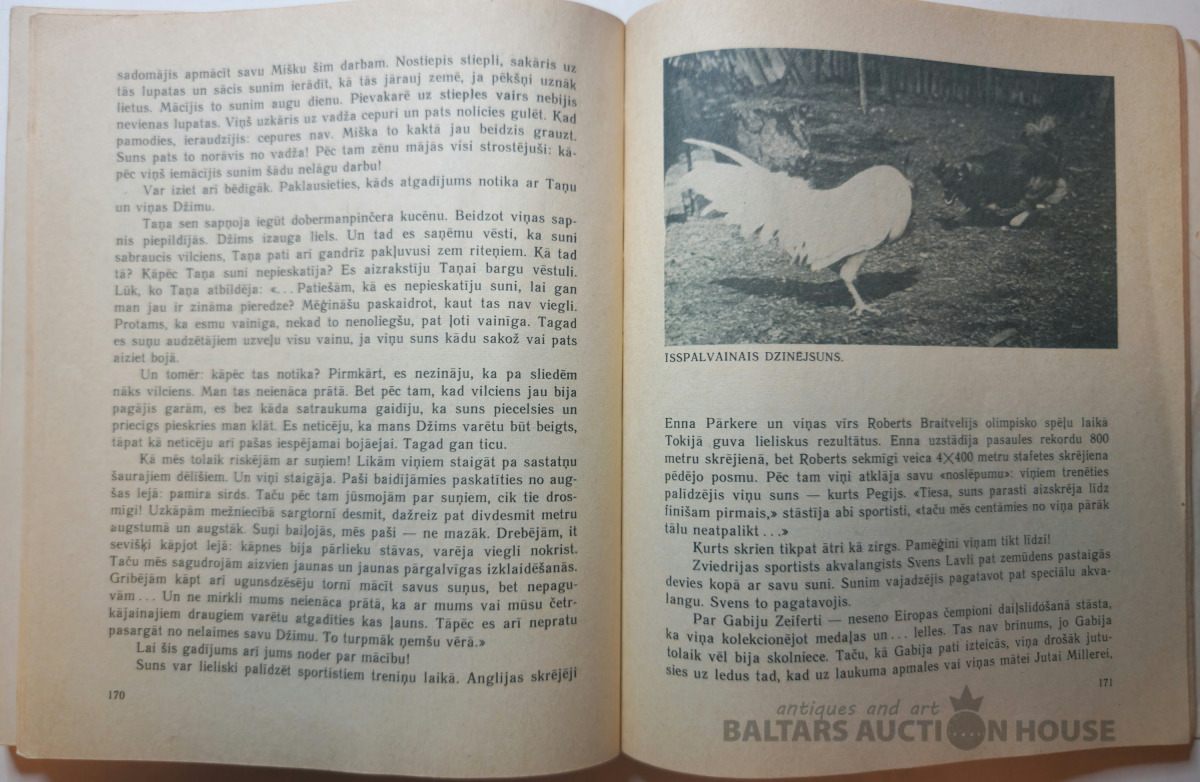 sadomājis apmācīt savu Mišku šim darbam. Nostiepis stiepli, sakāris uz
tās lupatas un sācis sunim ierādīt, kā tās jārauj zemē, ja pēkšņi uznāk
lietus. Mācījis to sunim augu dienu. Pievakarē uz stieples vairs nebijis
nevienas lupatas. Viņš uzkāris uz vadža cepuri un pats nolicies gulēt. Kad
pamodies, ieraudzījis: cepures nav. Miška to kaktā jau beidzis grauzt.
Suns pats to norāvis no vadža! Pēc tam zēnu mājās visi strostējuši: kā-
pēc viņš iemācījis sunim šādu nelāgu darbu!
Var iziet arī bēdīgāk. Paklausieties, kāds atgadījums notika ar Taņu
un viņas Džimu.
Taņa sen sapņoja iegūt dobermanpinčera kucēnu. Beidzot viņas sap-
nis piepildījās. Džims izauga liels. Un tad es saņēmu vēsti, ka suni
sabraucis vilciens, Taņa pati arī gandrīz pakļuvusi zem riteņiem. Kā tad
tā? Kāpēc Taņa suni nepieskatīja? Es aizrakstīju Taņai bargu vēstuli.
Lūk, ko Taņa atbildēja: «... Patiešām, kā es nepieskatīju suni, lai gan
man jau ir zināma pieredze? Mēģināšu paskaidrot, kaut tas nav viegli.
Protams, ka esmu vainīga, nekad to nenoliegšu, pat ļoti vainīga. Tagad
es suņu audzētājiem uzveļu visu vainu, ja viņu suns kādu sakož vai pats
aiziet bojā.
Un tomēr: kāpēc tas notika? Pirmkārt, es nezināju, ka pa sliedēm
nāks vilciens. Man tas neienāca prātā. Bet pēc tam, kad vilciens jau bija
pagājis garām, es bez kāda satraukuma gaidīju, ka suns piecelsies un
priecīgs pieskries man klāt. Es neticēju, ka mans Džims varētu būt beigts,
tāpat kā neticēju arī pašas iespējamai bojāejai. Tagad gan ticu.
Kā mēs tolaik riskējām ar suņiem! Likām viņiem staigāt pa sastatņu
šaurajiem dēlīšiem. Un viņi staigāja. Paši baidījāmies paskatīties no aug-
šas lejā: pamira sirds. Taču pēc tam jūsmojām par suņiem, cik tie dros-
mīgi! Uzkāpām mežniecībā sargtornī desmit, dažreiz pat divdesmit metru
augstumā un augstāk. Suņi baiļojās, mēs paši — ne mazāk. Drebējām, it
sevišķi kāpjot lejā: kāpnes bija pārlieku stāvas, varēja viegli nokrist.
Taču mēs sagudrojām aizvien jaunas un jaunas pārgalvīgas izklaidēšanās.
Gribējām kāpt arī ugunsdzēsēju tornī mācīt savus suņus, bet nepagu-
vām... Un ne mirkli mums neienāca prātā, ka ar mums vai mūsu četr-
kājainajiem draugiem varētu atgadīties kas ļauns. Tāpēc es arī nepratu
pasargāt no nelaimes savu Džimu. To turpmāk ņemšu vērā.»
Lai šis gadījums arī jums noder par mācību!
Suns var lieliski palīdzēt sportistiem treniņu laikā. Anglijas skrējēji
170
ISSPALVAINAIS DZINĒJSUNS.
Enna Pārkere un viņas vīrs Roberts Braitvelijs olimpisko spēļu laikā
Tokijā guva lieliskus rezultātus. Enna uzstādīja pasaules rekordu 800
metru skrējienā, bet Roberts sekmīgi veica 4×400 metru stafetes skrējiena
pēdējo posmu. Pēc tam viņi atklāja savu «noslēpumu»: viņiem trenēties
palīdzējis viņu suns — kurts Pegijs. «Tiesa, suns parasti aizskrēja līdz
finišam pirmais,» stāstīja abi sportisti, «taču mēs centāmies no viņa pārāk
tālu neatpalikt...»
Kurts skrien tikpat ātri kā zirgs. Pamēģini viņam tikt līdzi!
Zviedrijas sportists akvalangists Svens Lavli pat zemūdens pastaigās
devies kopā ar savu suni. Sunim vajadzējis pagatavot pat speciālu akva-
langu. Svens to pagatavojis.
Par Gabiju Zeiferti — neseno Eiropas čempioni daiļslidošanā stāsta,
ka viņa kolekcionējot medaļas un... lelles. Tas nav brīnums, jo Gabija
tolaik vēl bija skolniece. Taču, kā Gabija pati izteicās, viņa drošāk jutu-
sies uz ledus tad, kad uz laukuma apmales vai viņas mātei Jutai Millerei,
171
antiques and art
BALTARS AUCTION HOUSE